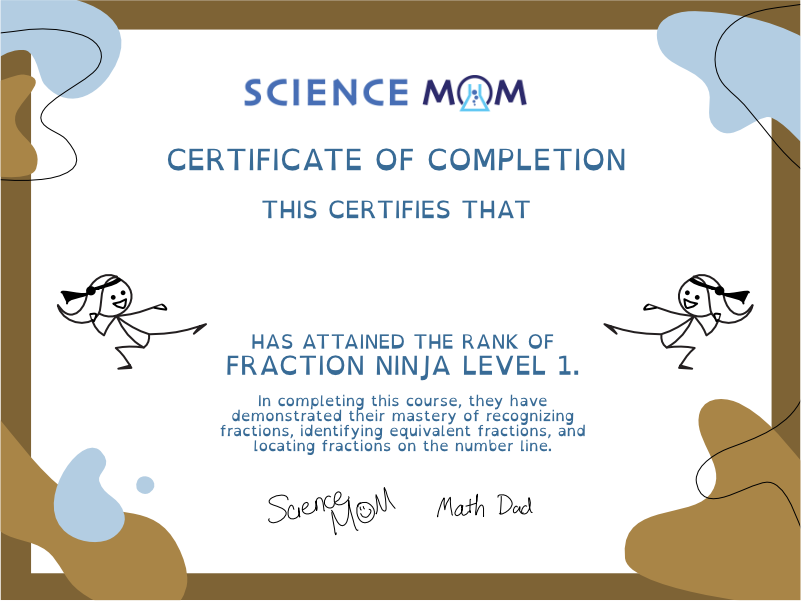 SCIENCE MOM
CERTIFICATE OF COMPLETION
THIS CERTIFIES THAT
HAS ATTAINED THE RANK OF
FRACTION NINJA LEVEL 1.
In completing this course, they have
demonstrated their mastery of recognizing
fractions, identifying equivalent fractions, and
locating fractions on the number line.
Science MOM Math Dad